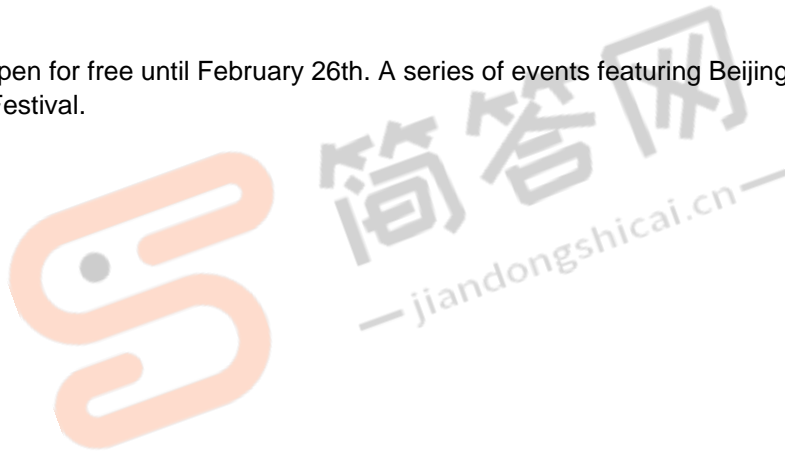 pen for free until February 26th. A series of events featuring Beijing
Festival.
简答网
jiandongshicai.cn